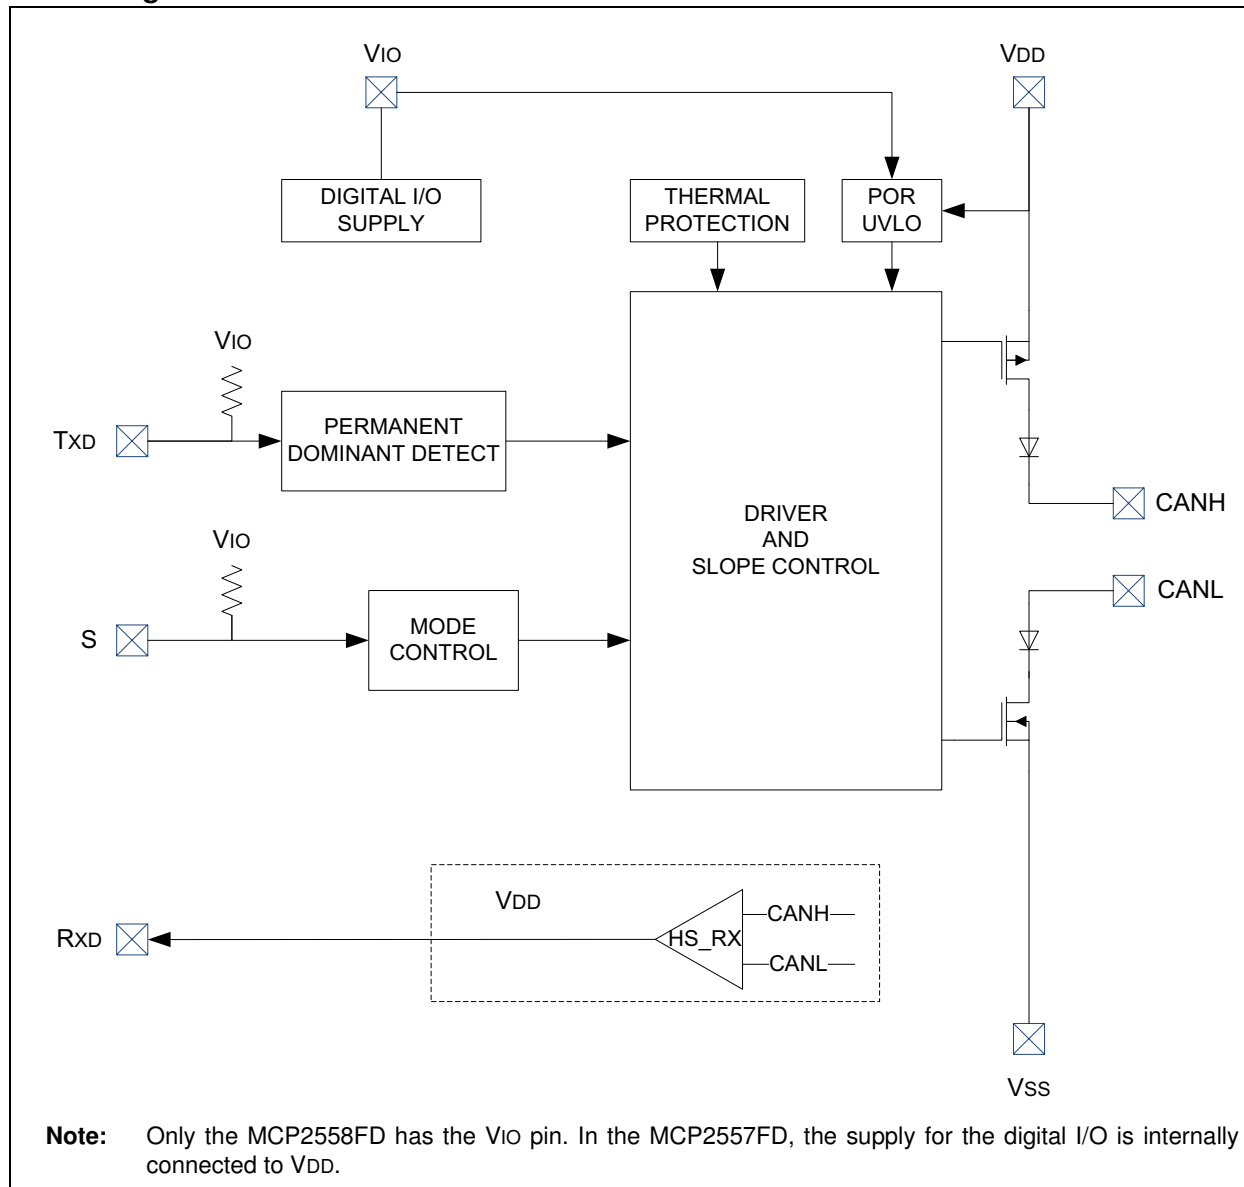 VIO
VDD
DIGITAL I/O
SUPPLY
THERMAL
PROTECTION
POR
UVLO
VIO
TXD
PERMANENT
DOMINANT DETECT
CANH
DRIVER
AND
SLOPE CONTROL
VIO
CANL
S
MODE
CONTROL
VDD
CANH
RXD
HS_RX
CANL
VSS
Note: Only the MCP2558FD has the VIO pin. In the MCP2557FD, the supply for the digital I/O is internally
connected to VDD.